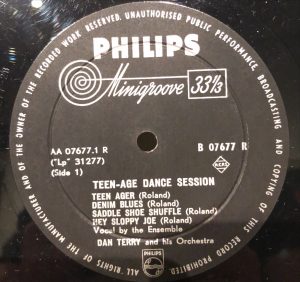 ALL RIGHTS OF THE MANUFACTURER AND OF THE OWNER OF THE RECORDED WORK RESERVED. UNAUTHORISED PUBLIC PERFORMANCE, BROADCASTING AND COPYING OF THIS RECORD PROHIBITED.
PHILIPS
Minigroove 33⅓
AA 07677.1 R
B 07677 R
("Lp" 31277)
(Side 1)
TEEN-AGE DANCE SESSION
TEEN AGER (Roland)
DENIM BLUES (Roland)
SADDLE SHOE SHUFFLE (Roland)
HEY SLOPPY JOE (Roland)
Vocal by the Ensemble
DAN TERRY and his Orchestra
PHILIPS